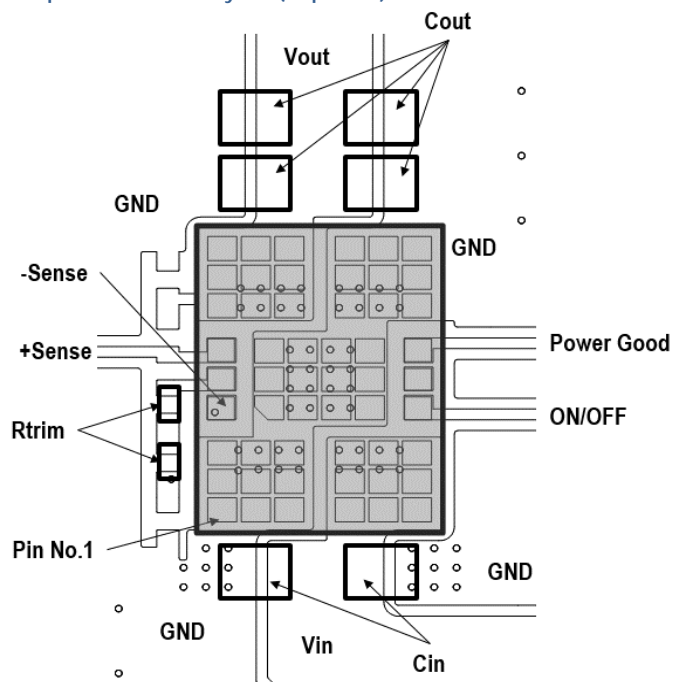 Cout
Vout
GND
GND
-Sense
+Sense
Power Good
ON/OFF
Rtrim
Pin No.1
GND
GND
Vin
Cin